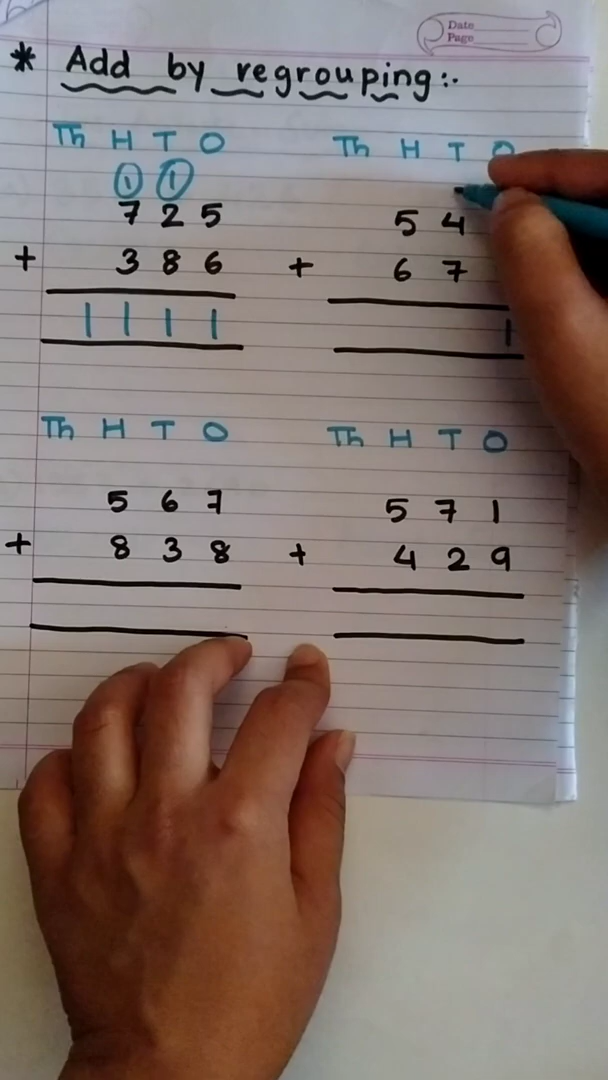 Date
Page
* Add by regrouping:.
Th H T O
1 1
7 2 5
+ 3 8 6
1 1 1 1
Th H T O
5 4
+ 6 7
1
Th H T O
5 6 7
+ 8 3 8
Th H T O
5 7 1
+ 4 2 9